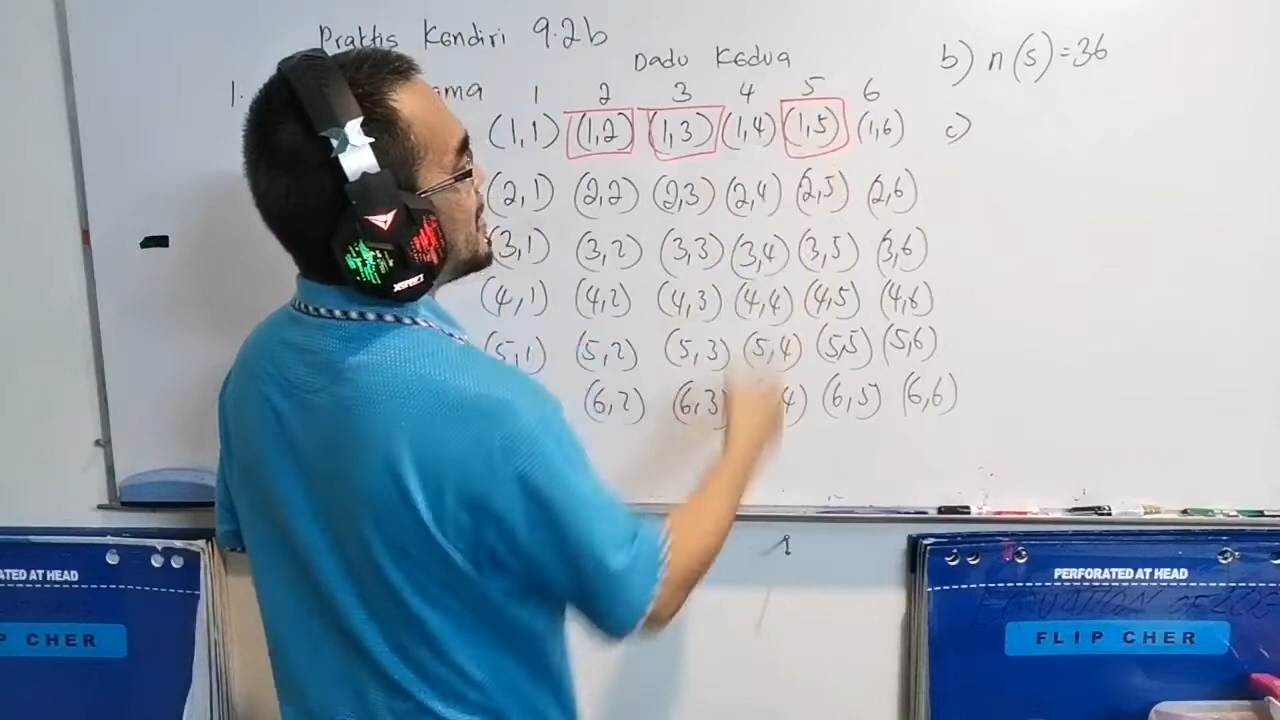 Praktis Kendiri 9.2b
Dadu Kedua
b) n(s)=36
1. ama 1 2 3 4 5 6
(1,1) (1,2) (1,3) (1,4) (1,5) (1,6)
c)
(2,1) (2,2) (2,3) (2,4) (2,5) (2,6)
(3,1) (3,2) (3,3) (3,4) (3,5) (3,6)
(4,1) (4,2) (4,3) (4,4) (4,5) (4,6)
(5,1) (5,2) (5,3) (5,4) (5,5) (5,6)
(6,2) (6,3) 4) (6,5) (6,6)
ATED AT HEAD
P CHER
PERFORATED AT HEAD
FLIP CHER